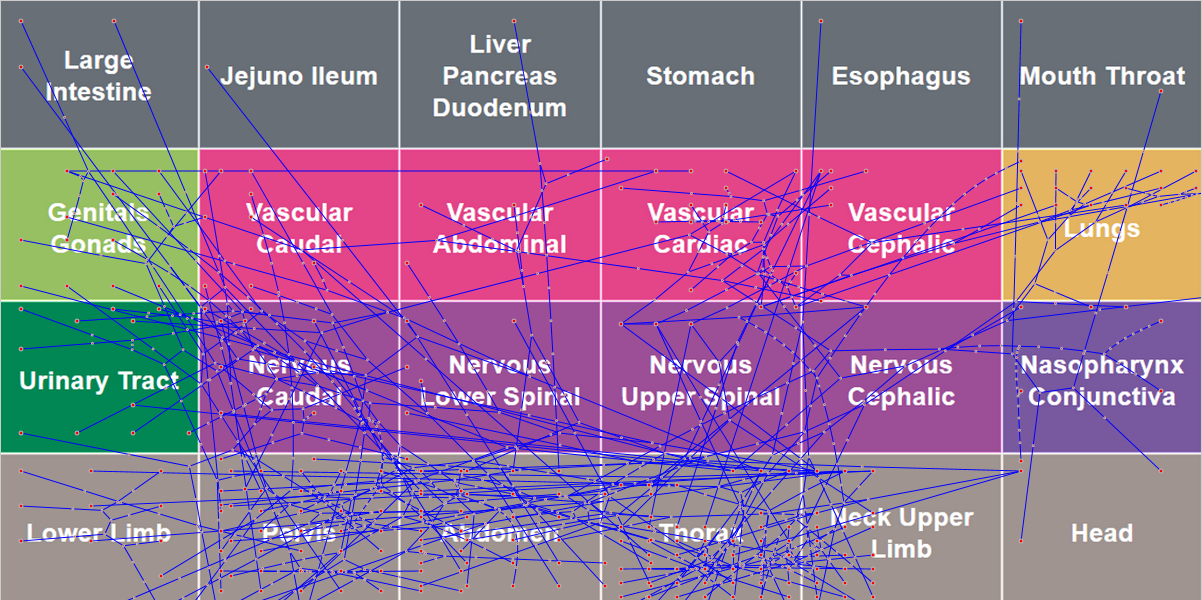 Large
Intestine
Jejuno Ileum
Liver
Pancreas
Duodenum
Stomach
Esophagus
Mouth Throat
Genitals
Gonads
Vascular
Caudal
Vascular
Abdominal
Vascular
Cardiac
Vascular
Cephalic
Lungs
Urinary Tract
Nervous
Caudal
Nervous
Lower Spinal
Nervous
Upper Spinal
Nervous
Cephalic
Nasopharynx
Conjunctiva
Lower Limb
Pelvis
Abdomen
Thorax
Neck Upper
Limb
Head